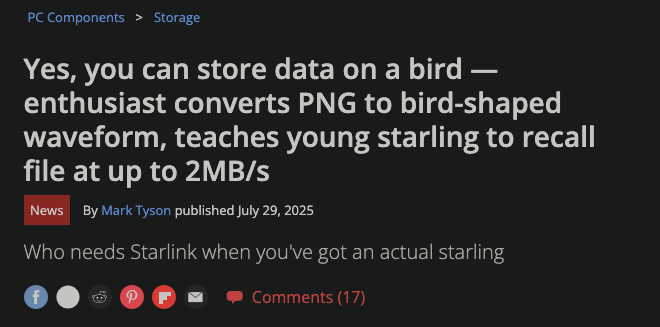 PC Components > Storage
Yes, you can store data on a bird —
enthusiast converts PNG to bird-shaped
waveform, teaches young starling to recall
file at up to 2MB/s
News By Mark Tyson published July 29, 2025
Who needs Starlink when you've got an actual starling
Comments (17)